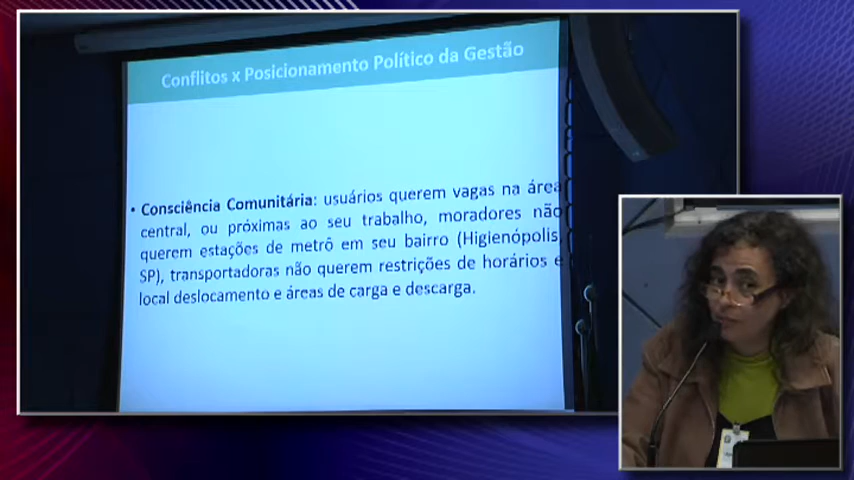 Conflitos x Posicionamento Político da Gestão
• Consciência Comunitária: usuários querem vagas na área
central, ou próximas ao seu trabalho, moradores não
querem estações de metrô em seu bairro (Higienópolis,
SP), transportadoras não querem restrições de horários e
local deslocamento e áreas de carga e descarga.